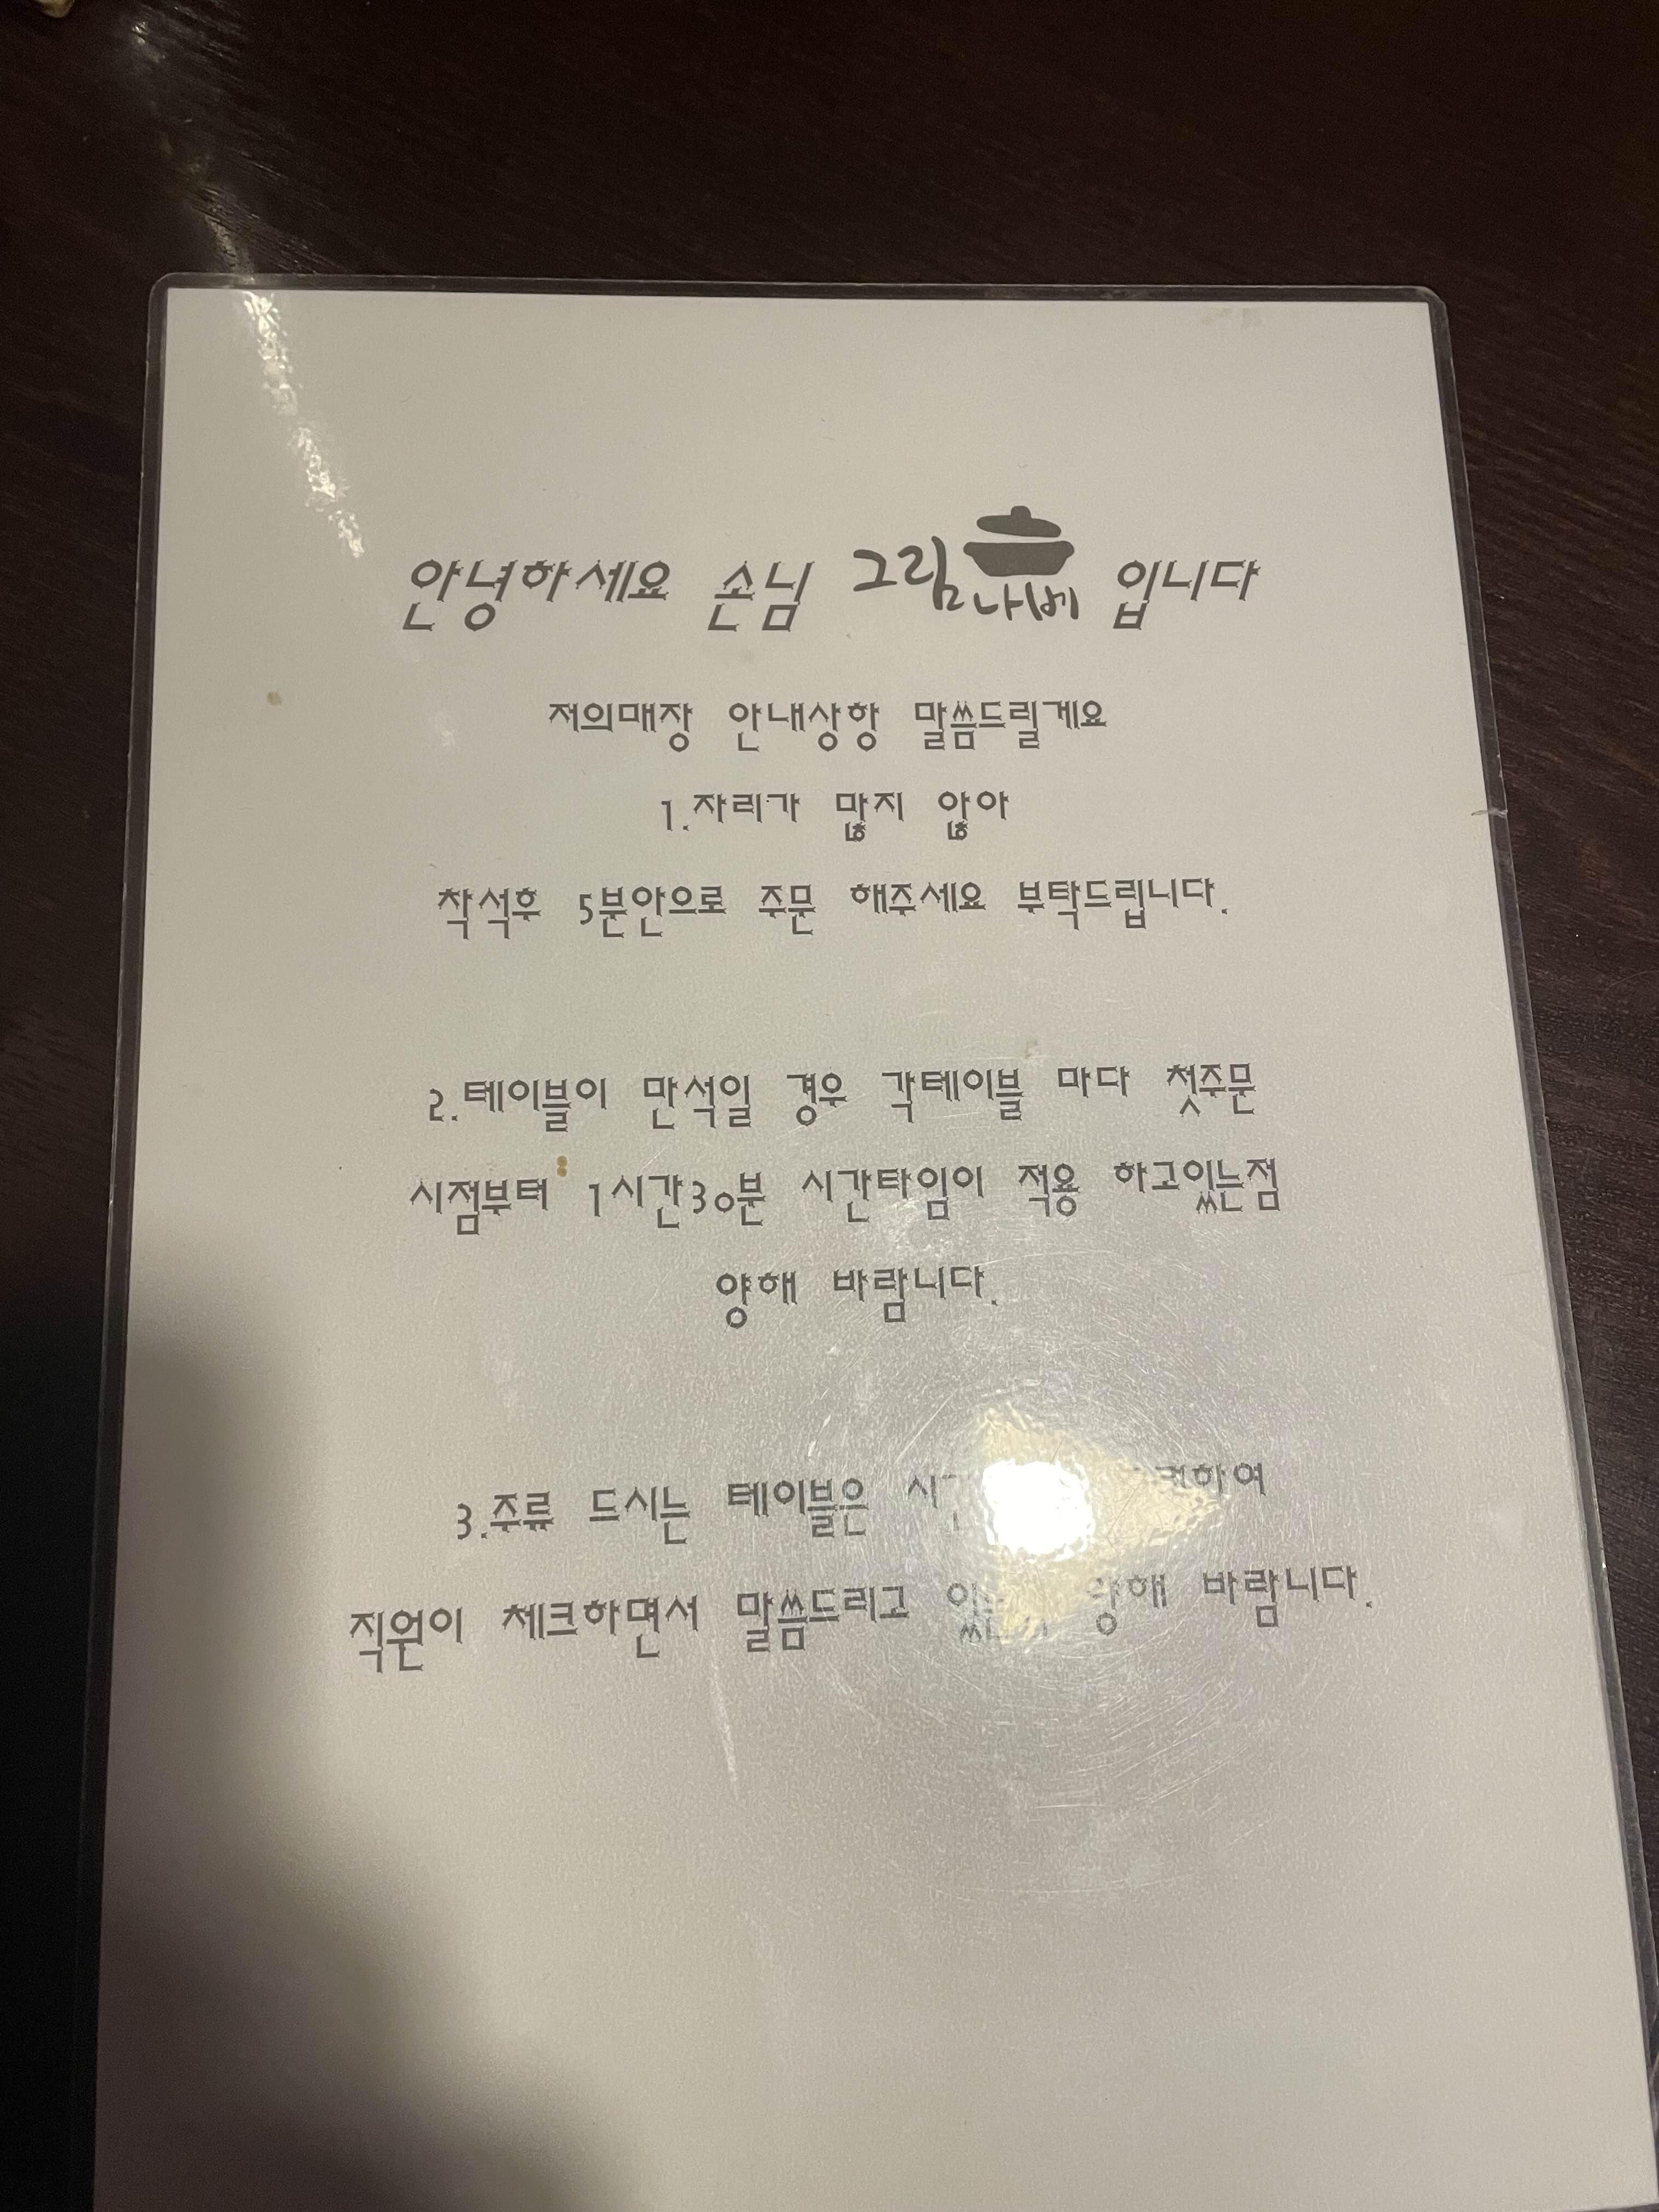 안녕하세요 손님 그림나베 입니다
저의매장 안내상항 말씀드릴게요
1.자리가 많지 않아
착석후 5분안으로 주문 해주세요 부탁드립니다.
2.테이블이 만석일 경우 각테이블 마다 첫주문
시점부터 1시간30분 시간타임이 적용 하고있는점
양해 바람니다.
3.주류 드시는 테이블은
직원이 체크하면서 말씀드리고 양해 바람니다.